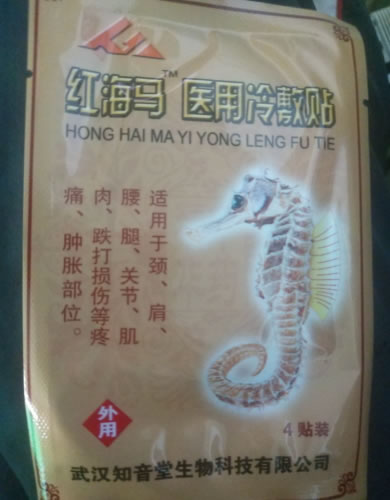 红海马™ 医用冷敷贴
HONG HAI MA YI YONG LENG FU TIE
适用于颈、肩、
腰、腿、关节、肌
肉、跌打损伤等疼
痛、肿胀部位。
外用
4贴装
武汉知音堂生物科技有限公司